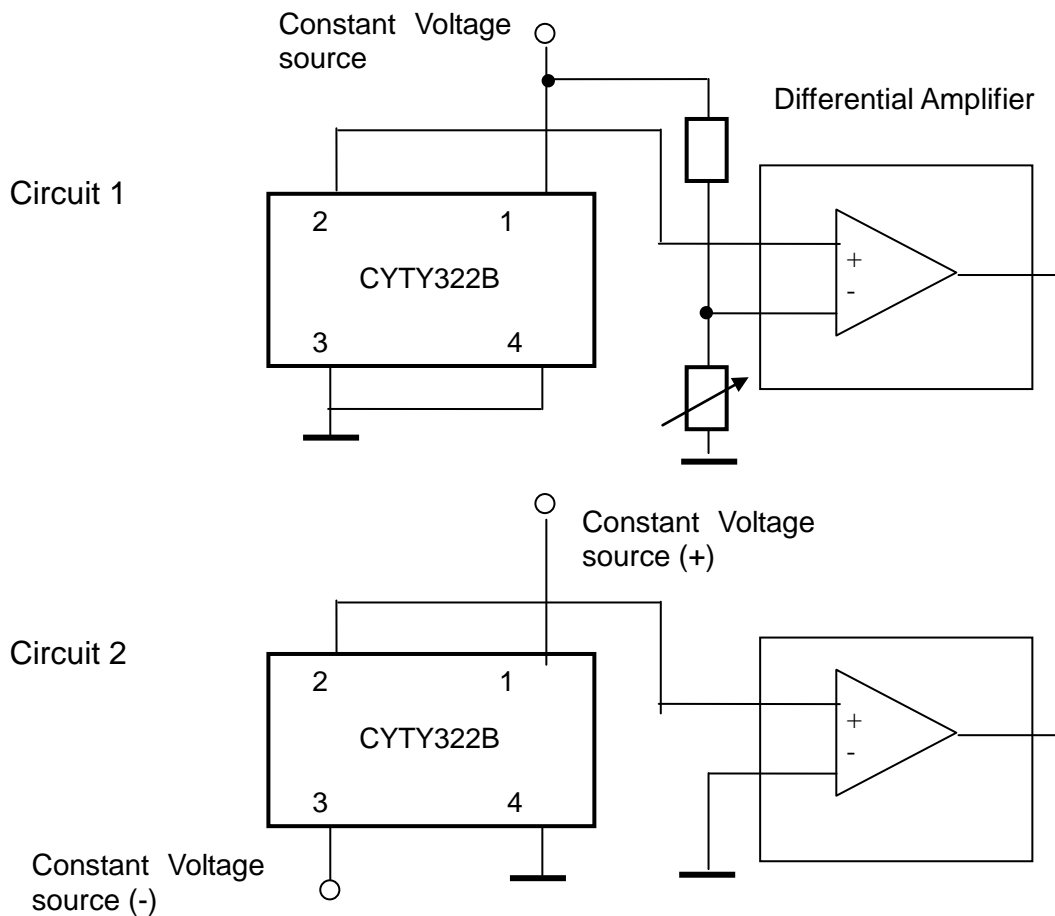 Constant Voltage
source
Differential Amplifier
Circuit 1
2 1
CYTY322B
3 4
+
-
Constant Voltage
source (+)
Circuit 2
2 1
CYTY322B
3 4
+
-
Constant Voltage
source (-)